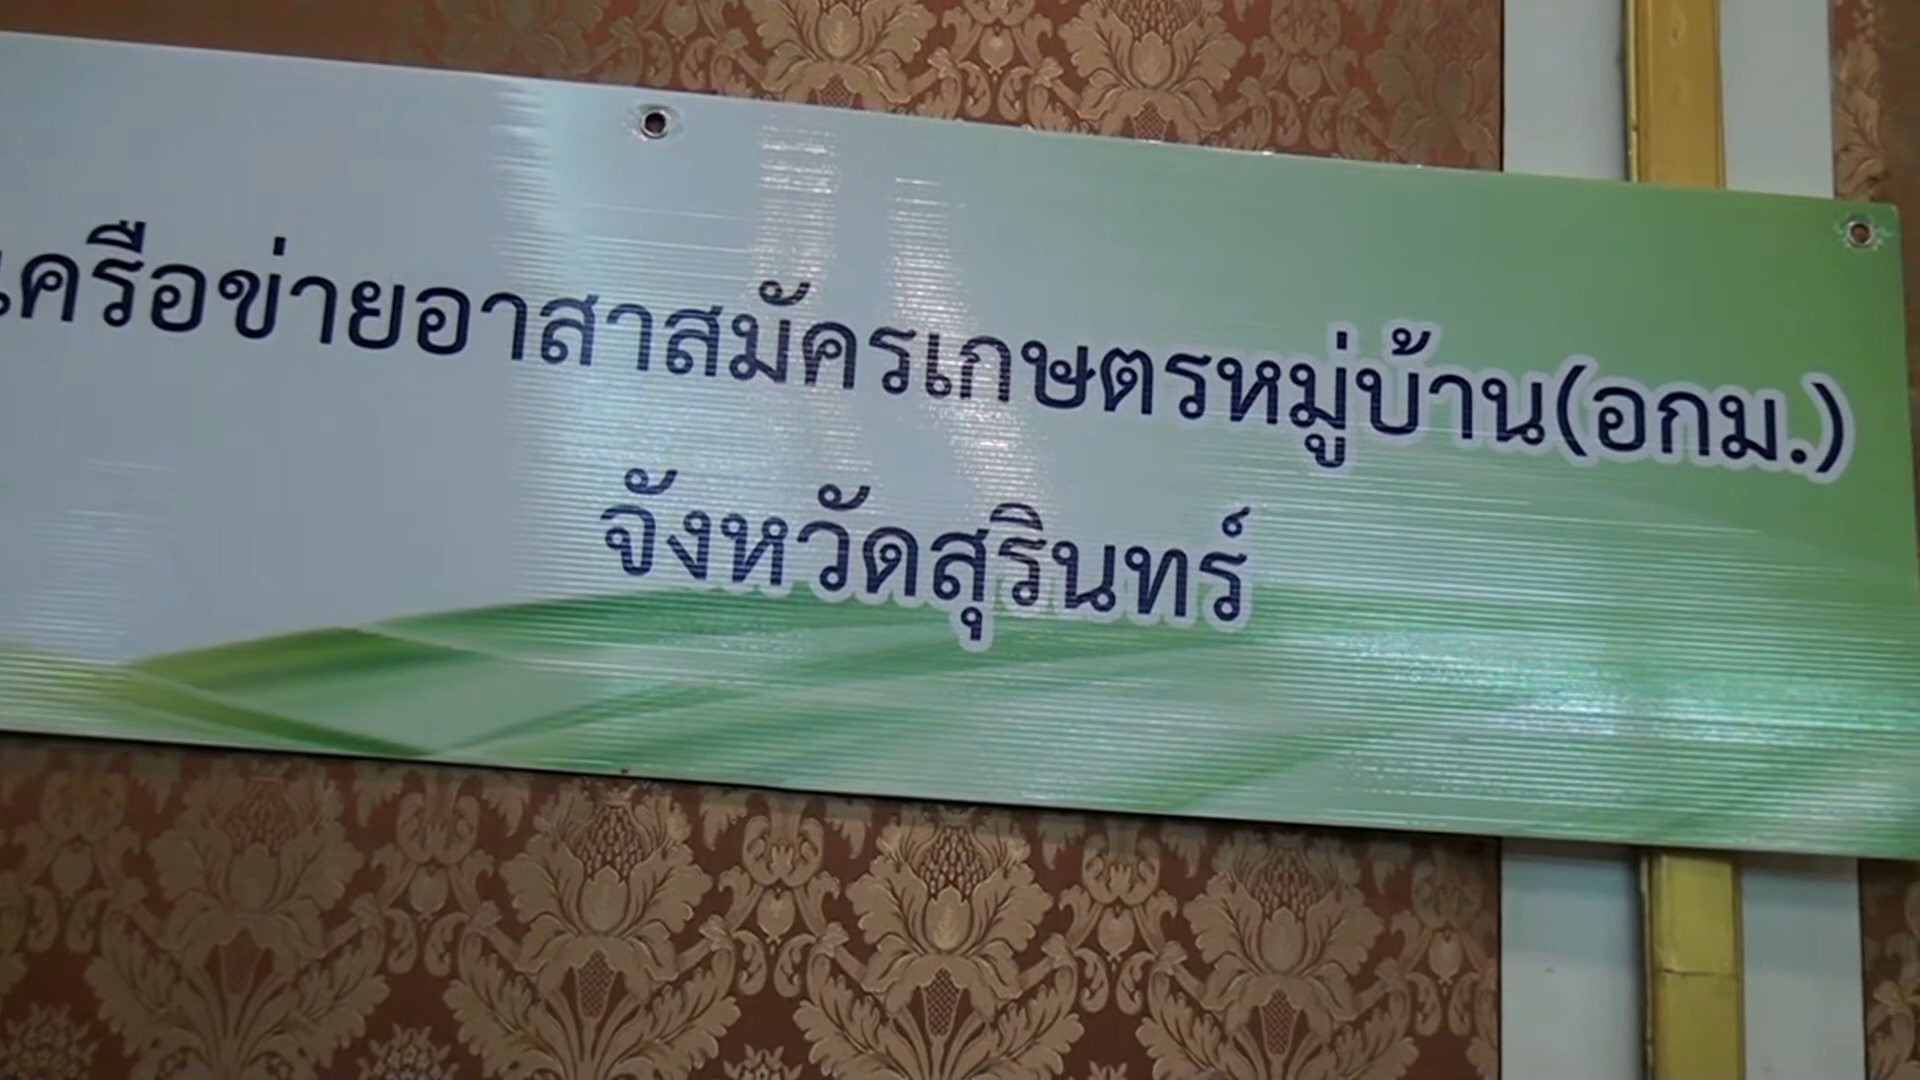 เครือข่ายอาสาสมัครเกษตรหมู่บ้าน(อกม.)
จังหวัดสุรินทร์